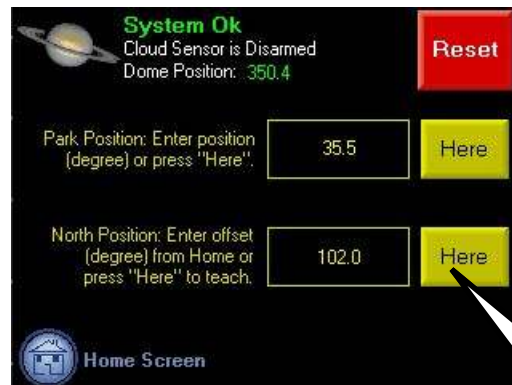 System Ok
Cloud Sensor is Disarmed
Dome Position: 350.4
Reset
Park Position: Enter position
(degree) or press "Here".
35.5
Here
North Position: Enter offset
(degree) from Home or
press "Here" to teach.
102.0
Here
Home Screen